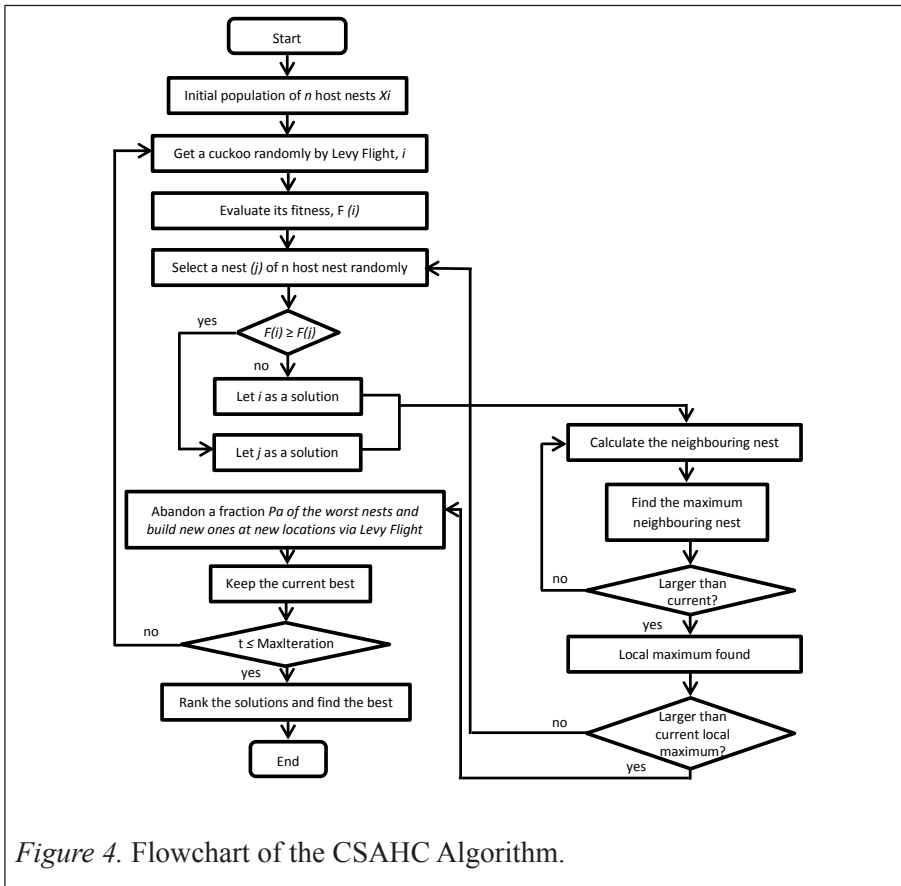 Start
Initial population of n host nests Xi
Get a cuckoo randomly by Levy Flight, i
Evaluate its fitness, F (i)
Select a nest (j) of n host nest randomly
yes
F(i) ≥ F(j)
no
Let i as a solution
Let j as a solution
Calculate the neighbouring nest
Find the maximum
neighbouring nest
no
Larger than
current?
yes
Local maximum found
no
Larger than
current local
maximum?
yes
Abandon a fraction Pa of the worst nests and
build new ones at new locations via Levy Flight
Keep the current best
no
t ≤ MaxIteration
yes
Rank the solutions and find the best
End
Figure 4. Flowchart of the CSAHC Algorithm.